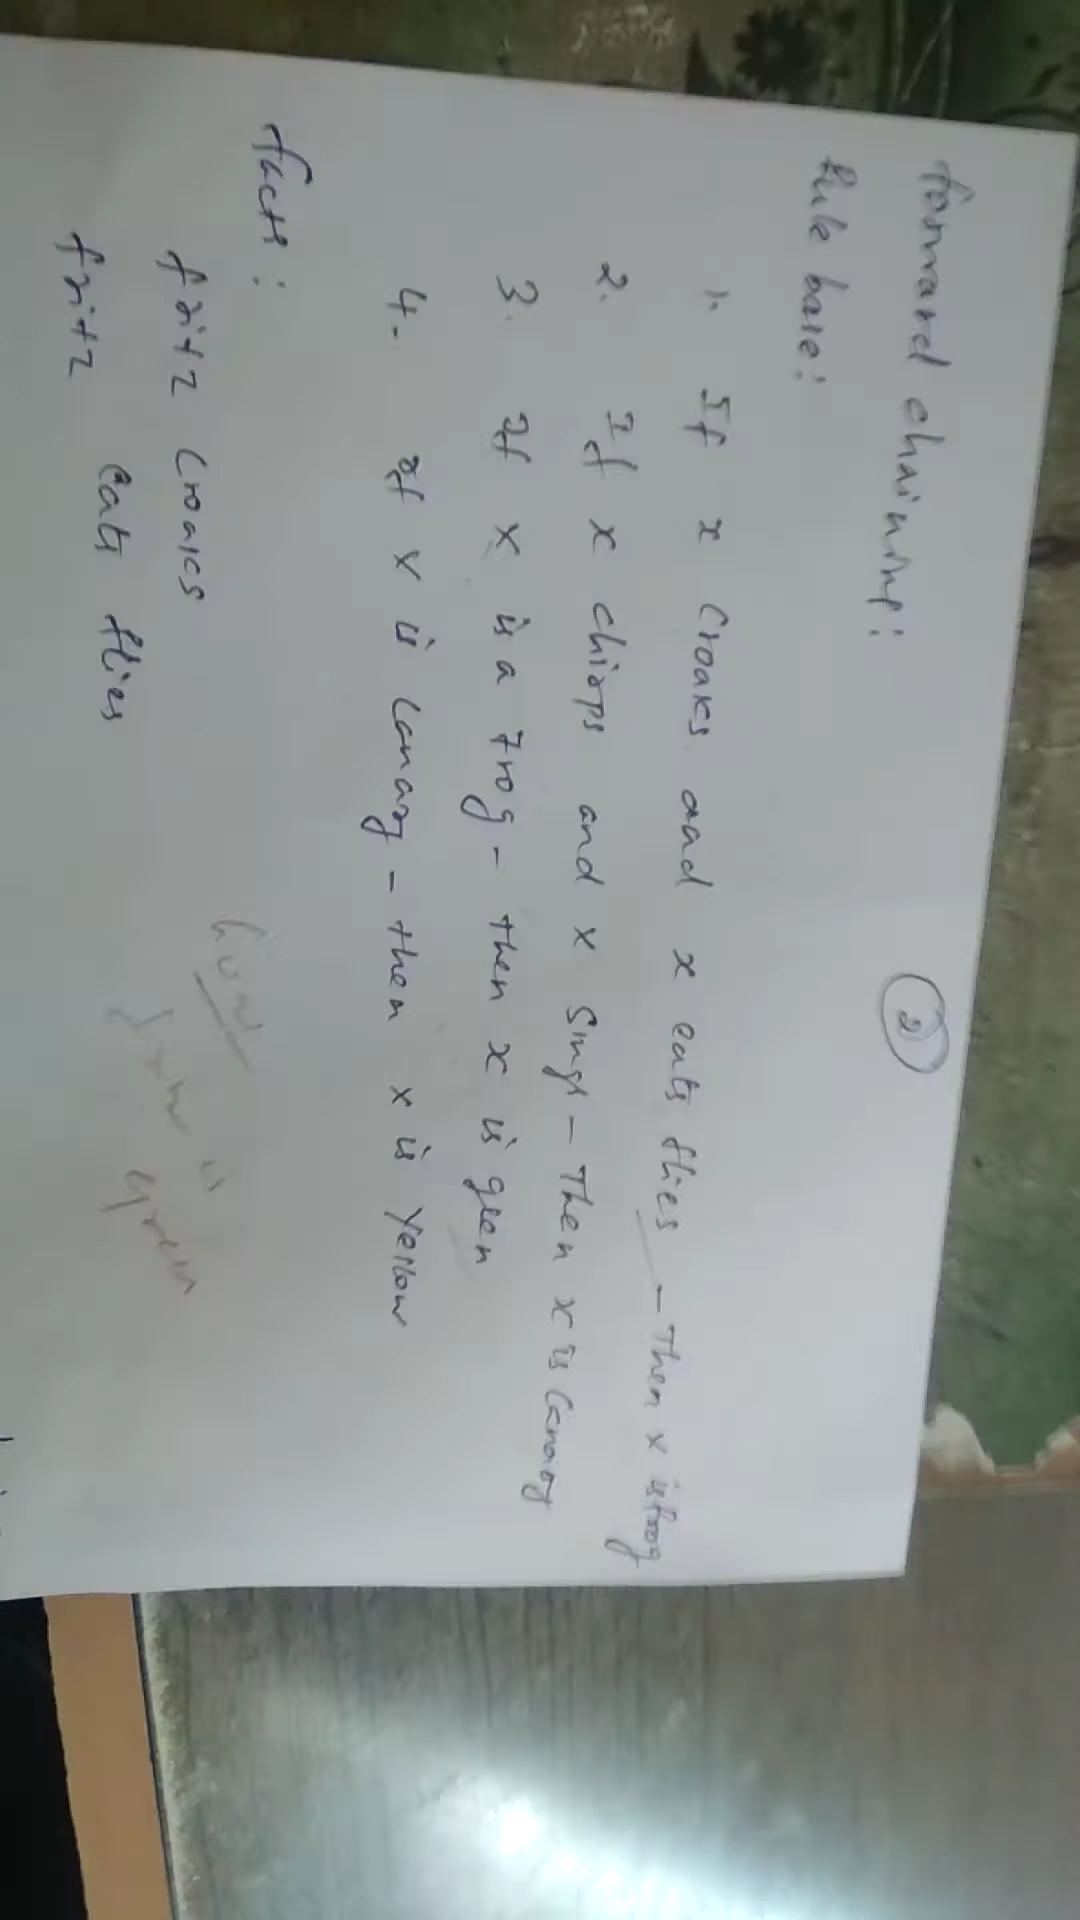 forward chaining:
②
Rule base:
1. If x croaks and x eats flies - Then x is frog
2. If x chirps and x Sings - Then x is Canary
3. If x is a frog - then x is green
4. If x is Canary - then x is Yellow
facts:
fritz croaks
fritz eats flies
is green